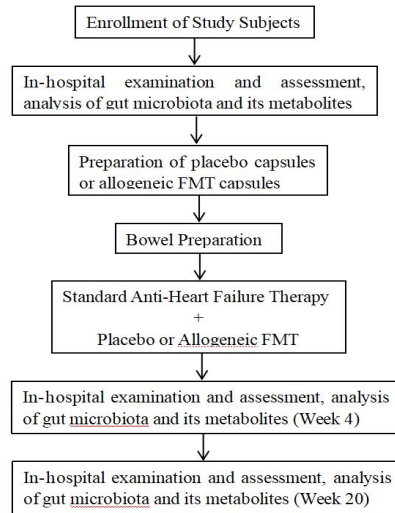 Enrollment of Study Subjects
In-hospital examination and assessment,
analysis of gut microbiota and its metabolites
Preparation of placebo capsules
or allogeneic FMT capsules
Bowel Preparation
Standard Anti-Heart Failure Therapy
+
Placebo or Allogeneic FMT
In-hospital examination and assessment, analysis
of gut microbiota and its metabolites (Week 4)
In-hospital examination and assessment, analysis
of gut microbiota and its metabolites (Week 20)